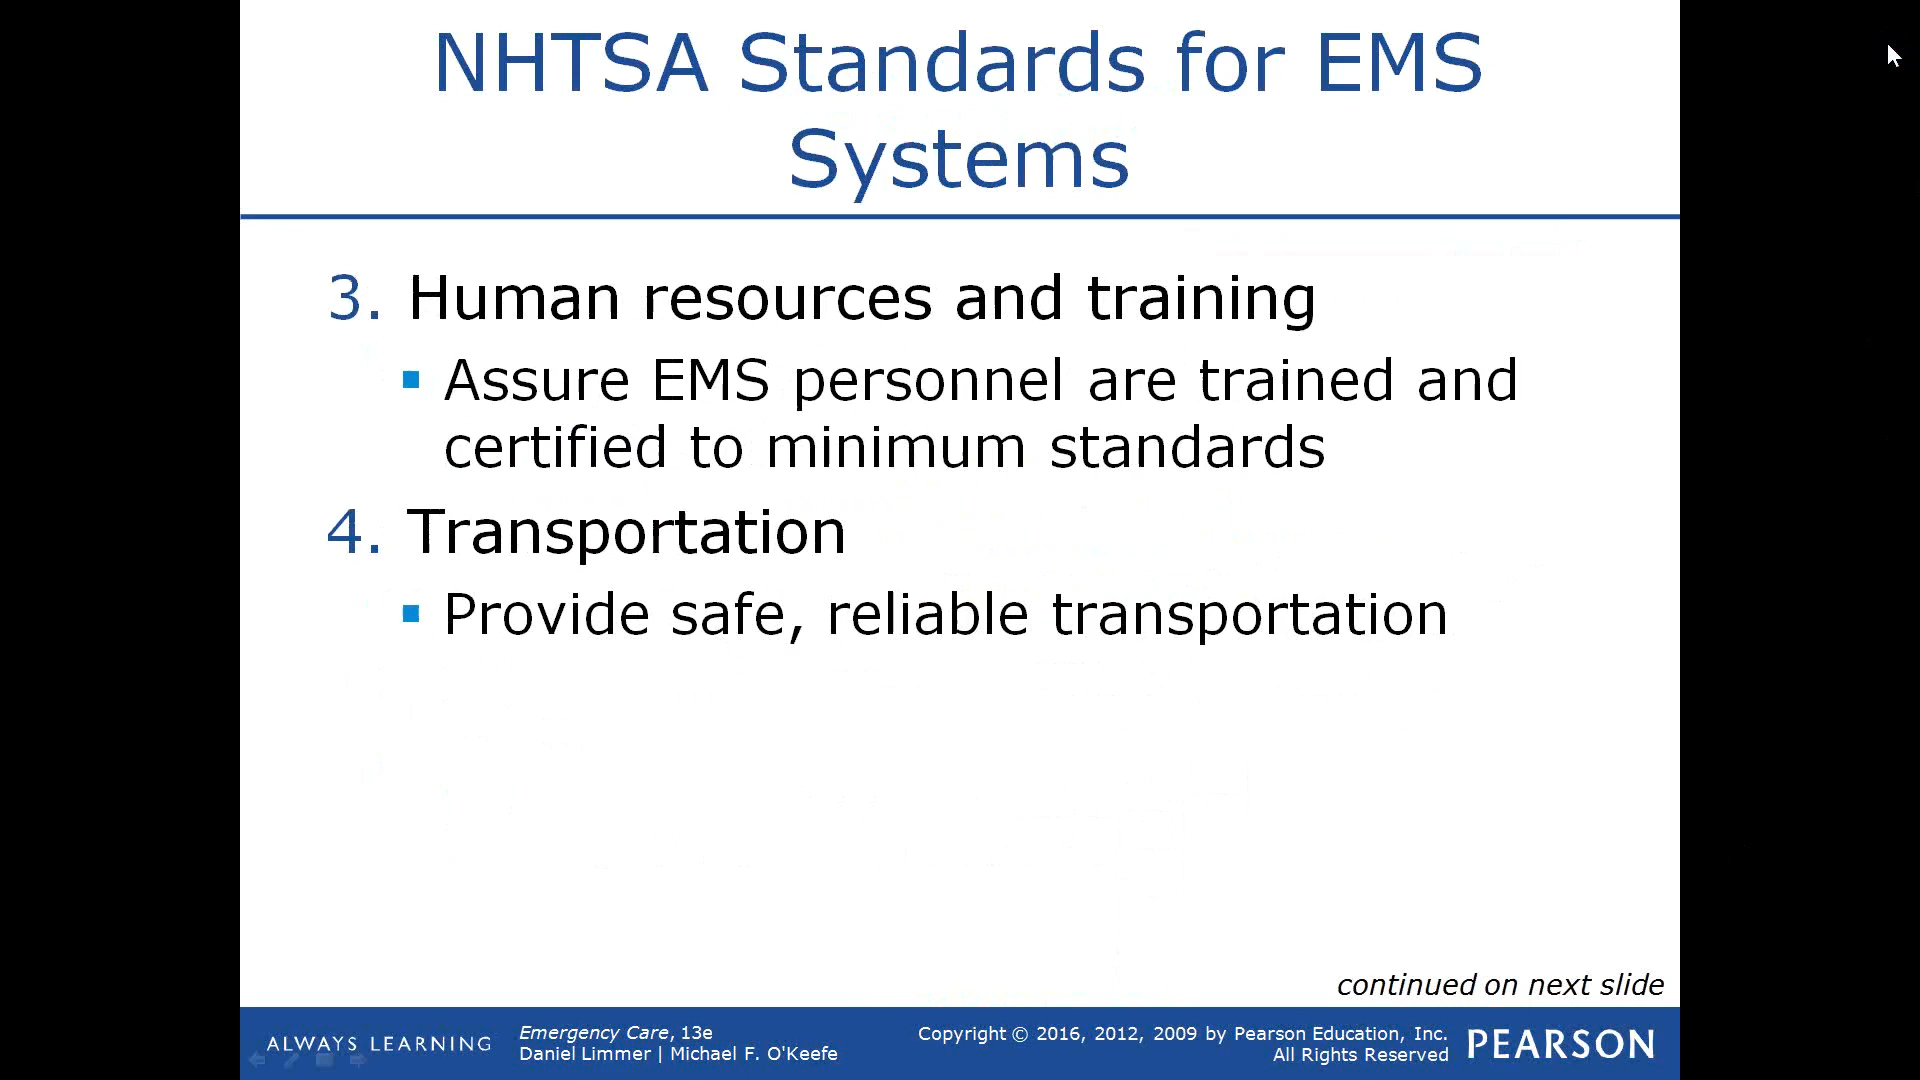 NHTSA Standards for EMS
Systems
3. Human resources and training
▪ Assure EMS personnel are trained and
certified to minimum standards
4. Transportation
▪ Provide safe, reliable transportation
continued on next slide
ALWAYS LEARNING
Emergency Care, 13e
Daniel Limmer | Michael F. O'Keefe
Copyright © 2016, 2012, 2009 by Pearson Education, Inc.
All Rights Reserved
PEARSON